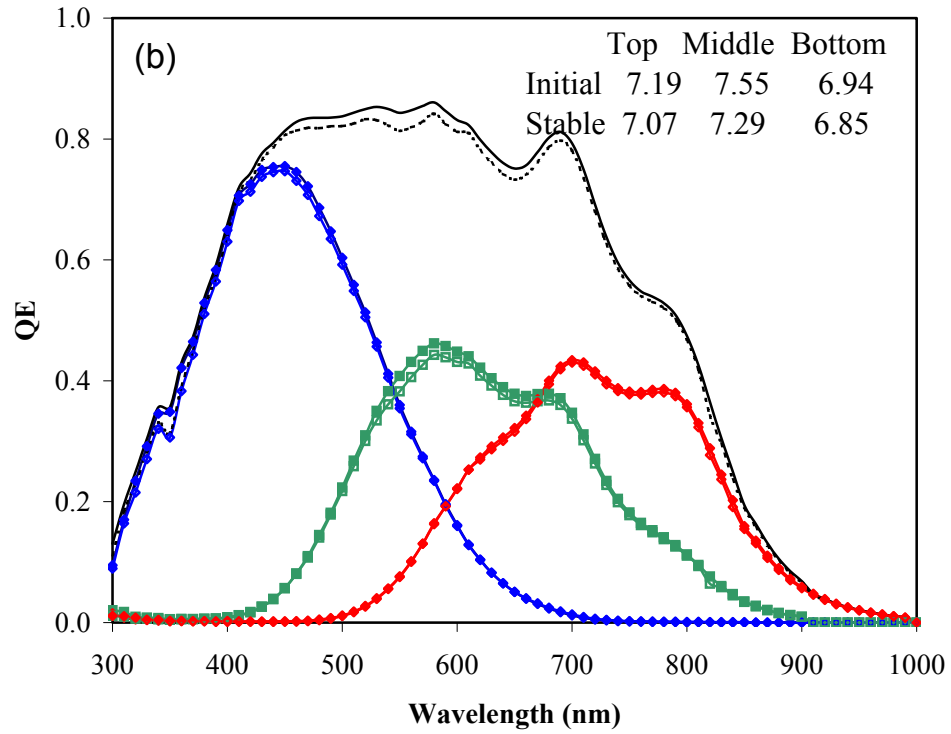 1.0
(b)
Top Middle Bottom
Initial 7.19 7.55 6.94
Stable 7.07 7.29 6.85
0.8
0.6
QE
0.4
0.2
0.0
300 400 500 600 700 800 900 1000
Wavelength (nm)